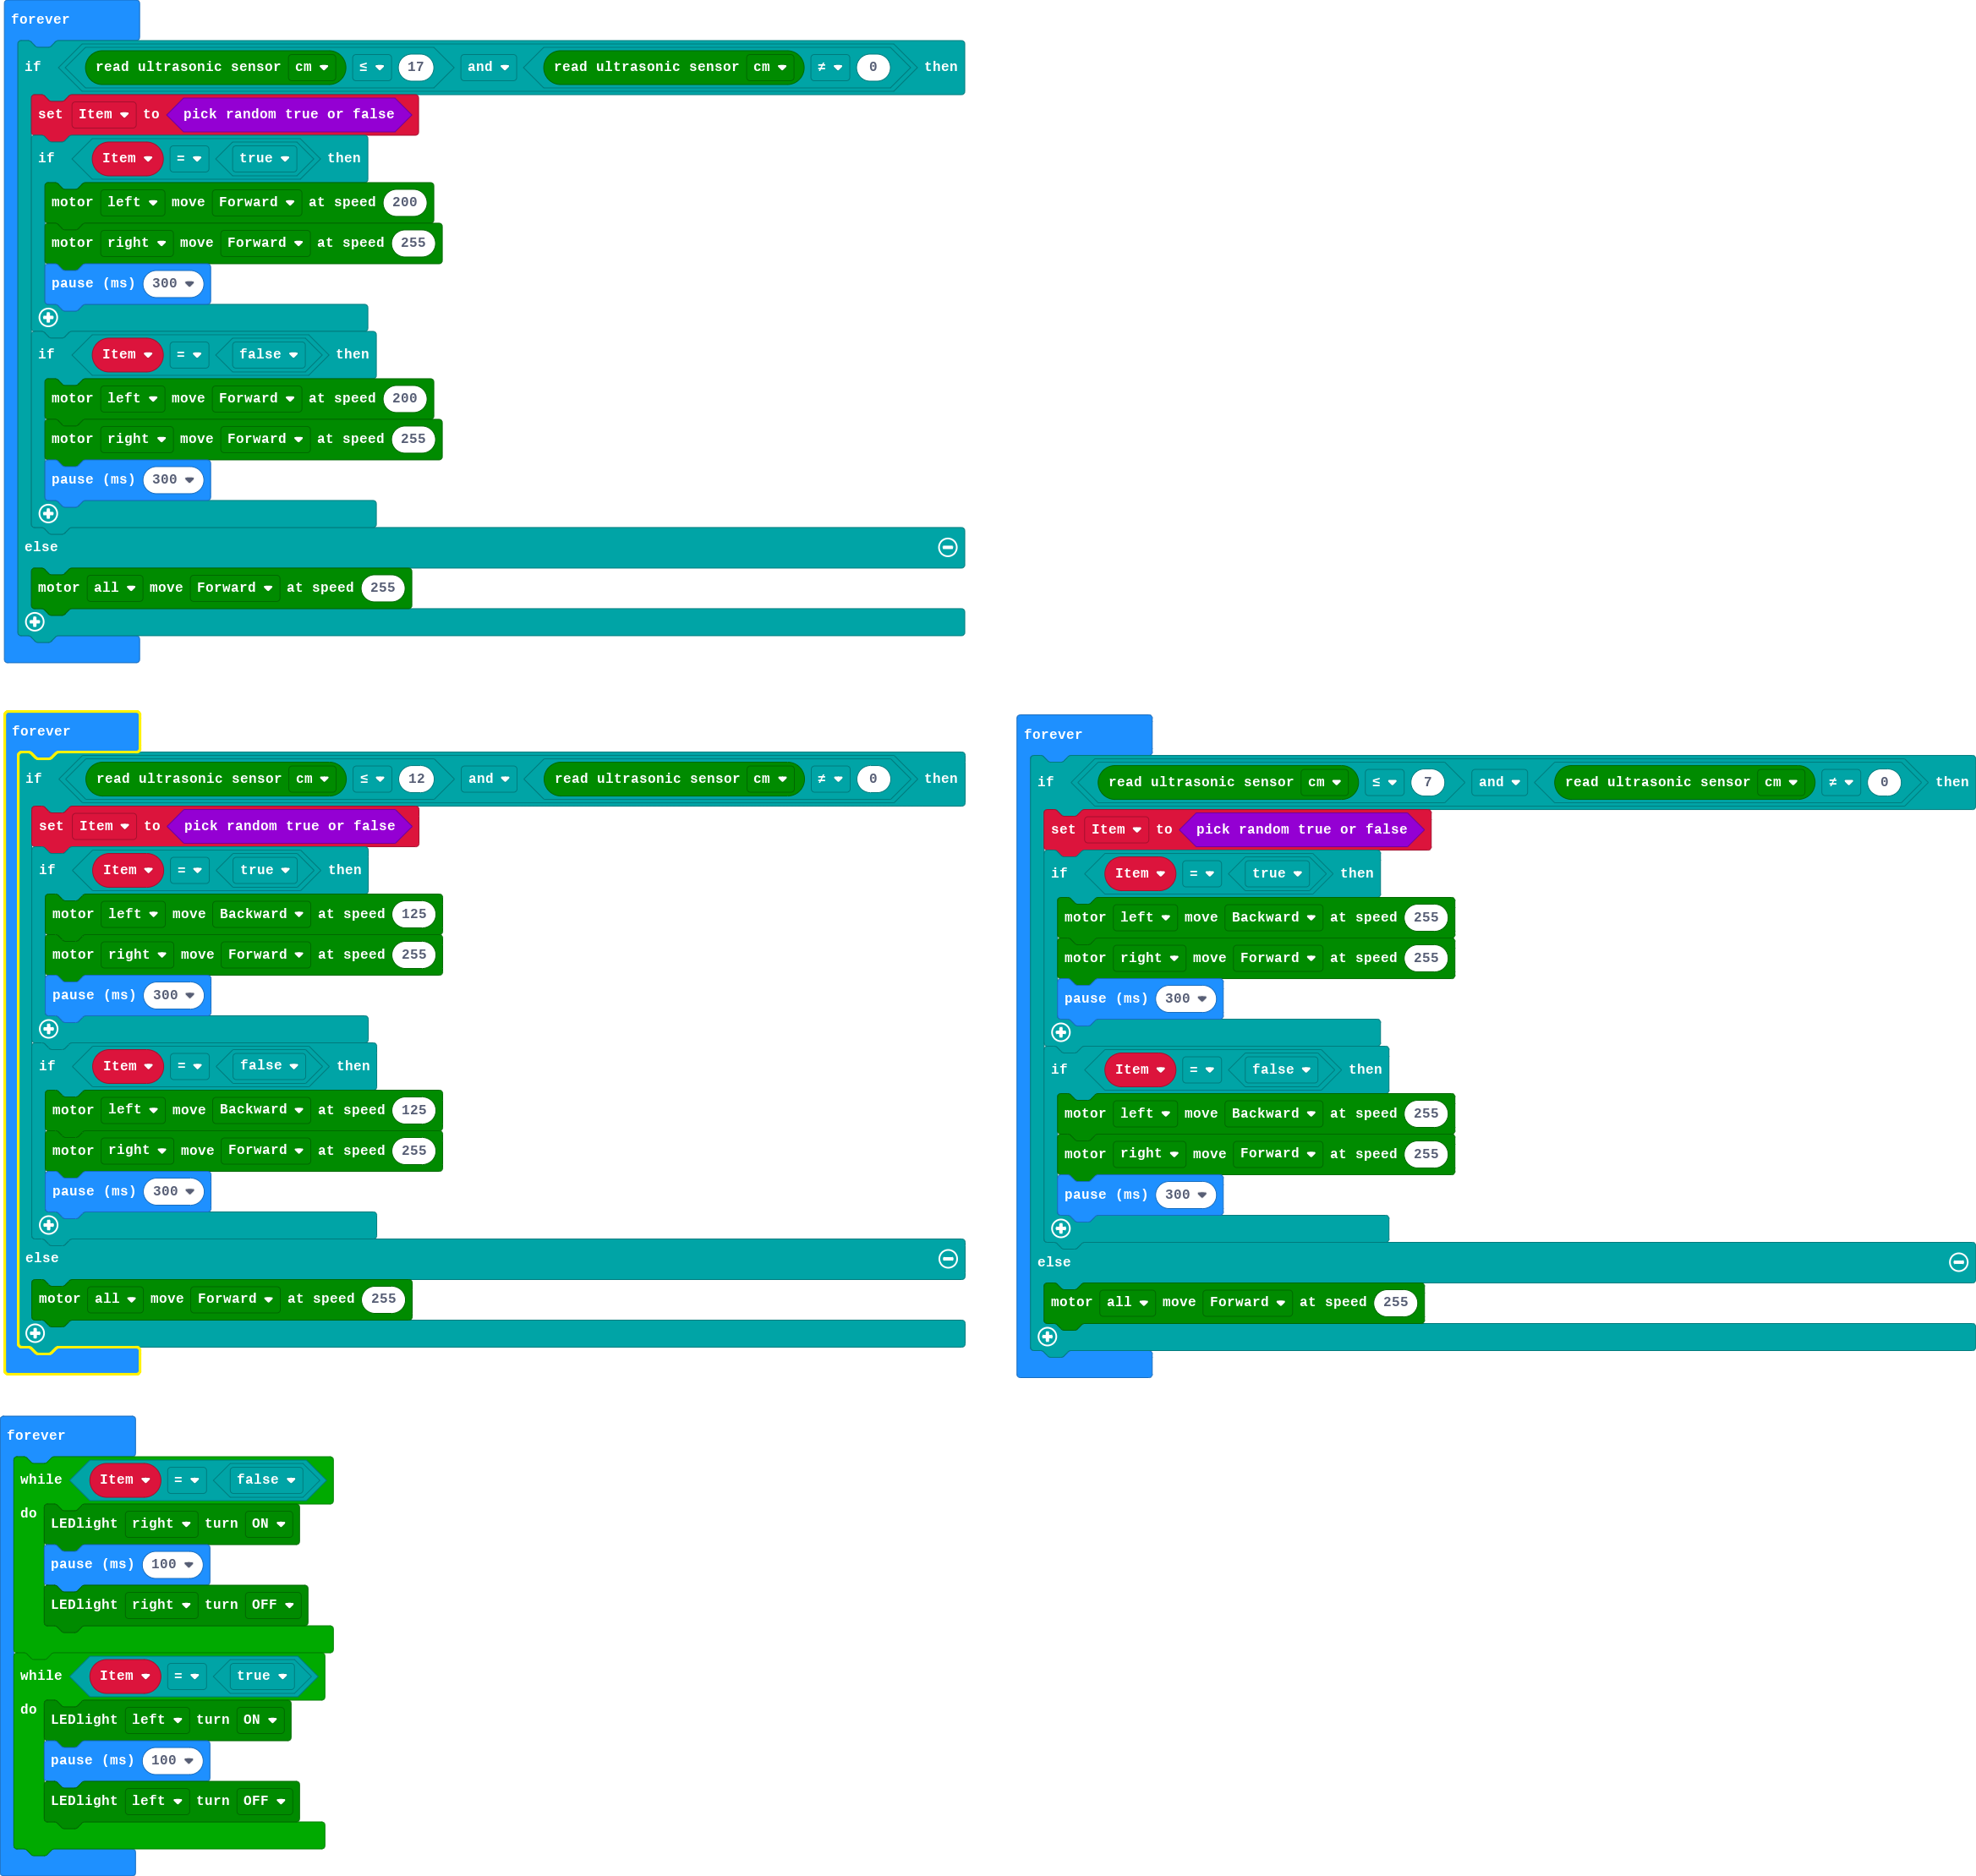 forever
if read ultrasonic sensor cm ≤ 17 and read ultrasonic sensor cm ≠ 0 then
set Item to pick random true or false
if Item = true then
motor left move Forward at speed 200
motor right move Forward at speed 255
pause (ms) 300
if Item = false then
motor left move Forward at speed 200
motor right move Forward at speed 255
pause (ms) 300
else
motor all move Forward at speed 255
forever
if read ultrasonic sensor cm ≤ 12 and read ultrasonic sensor cm ≠ 0 then
set Item to pick random true or false
if Item = true then
motor left move Backward at speed 125
motor right move Forward at speed 255
pause (ms) 300
if Item = false then
motor left move Backward at speed 125
motor right move Forward at speed 255
pause (ms) 300
else
motor all move Forward at speed 255
forever
if read ultrasonic sensor cm ≤ 7 and read ultrasonic sensor cm ≠ 0 then
set Item to pick random true or false
if Item = true then
motor left move Backward at speed 255
motor right move Forward at speed 255
pause (ms) 300
if Item = false then
motor left move Backward at speed 255
motor right move Forward at speed 255
pause (ms) 300
else
motor all move Forward at speed 255
forever
while Item = false
do
LEDlight right turn ON
pause (ms) 100
LEDlight right turn OFF
while Item = true
do
LEDlight left turn ON
pause (ms) 100
LEDlight left turn OFF